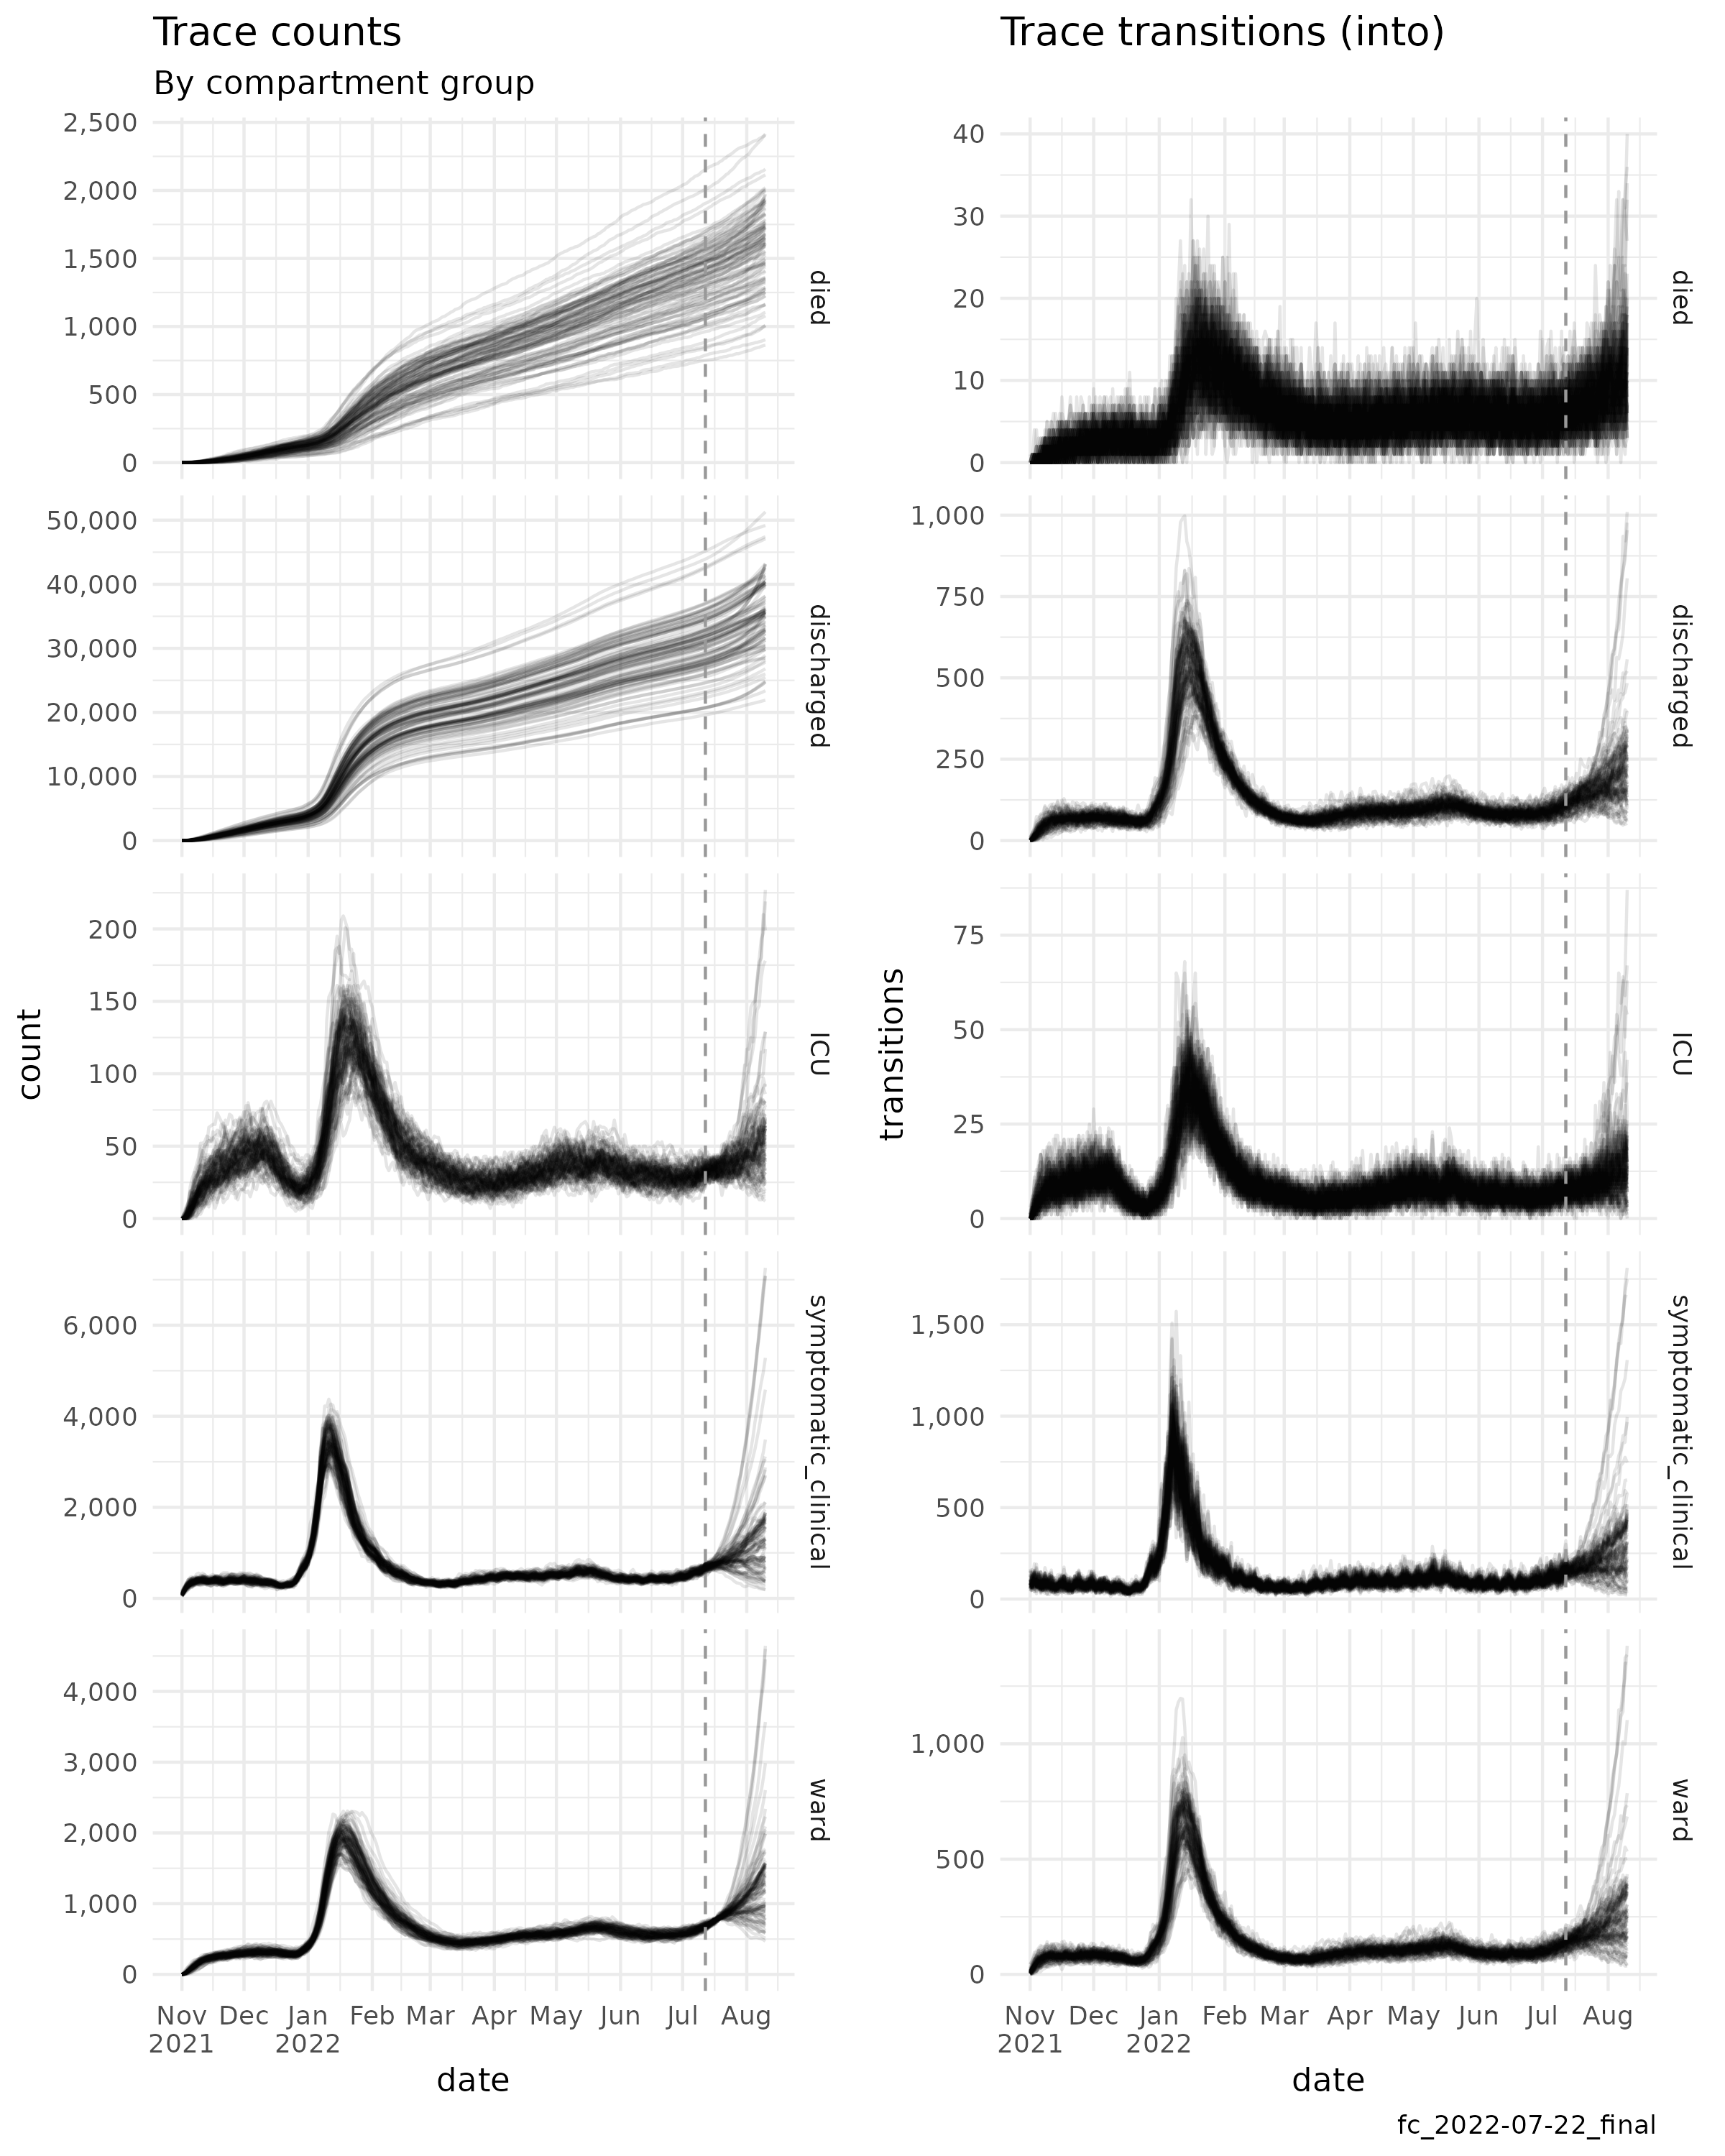 Trace counts
By compartment group
count
2,500
2,000
1,500
1,000
500
0
died
50,000
40,000
30,000
20,000
10,000
0
discharged
200
150
100
50
0
ICU
6,000
4,000
2,000
0
symptomatic_clinical
4,000
3,000
2,000
1,000
0
ward
Nov Dec Jan Feb Mar Apr May Jun Jul Aug
2021 2022
date
Trace transitions (into)
transitions
40
30
20
10
0
died
1,000
750
500
250
0
discharged
75
50
25
0
ICU
1,500
1,000
500
0
symptomatic_clinical
1,000
500
0
ward
Nov Dec Jan Feb Mar Apr May Jun Jul Aug
2021 2022
date
fc_2022-07-22_final